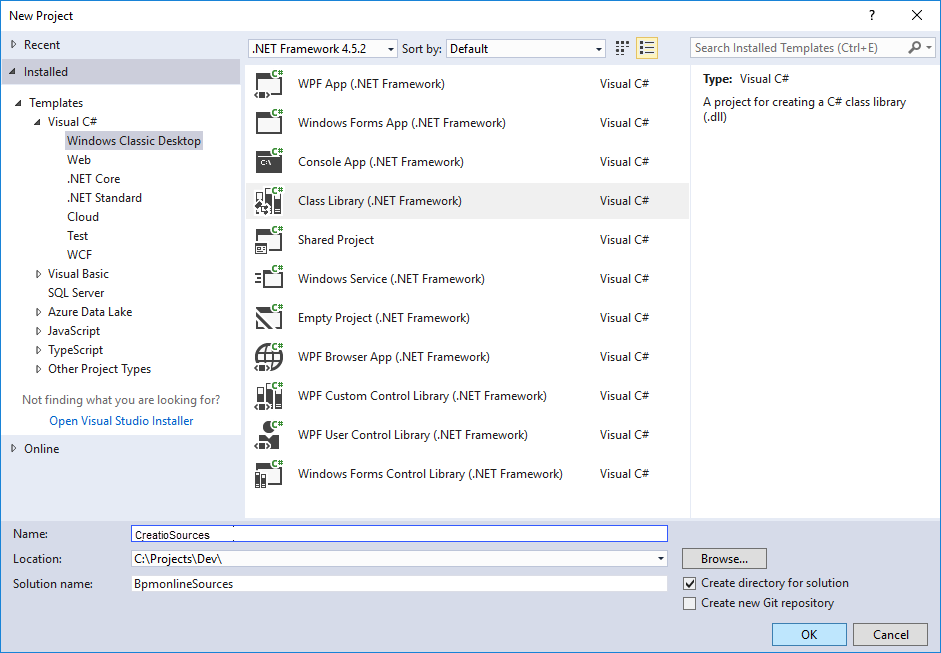 New Project
?
Recent
Installed
Templates
Visual C#
Windows Classic Desktop
Web
.NET Core
.NET Standard
Cloud
Test
WCF
Visual Basic
SQL Server
Azure Data Lake
JavaScript
TypeScript
Other Project Types
Not finding what you are looking for?
Open Visual Studio Installer
Online
.NET Framework 4.5.2 Sort by: Default
C# WPF App (.NET Framework) Visual C#
C# Windows Forms App (.NET Framework) Visual C#
C# C:\ Console App (.NET Framework) Visual C#
C# Class Library (.NET Framework) Visual C#
C# Shared Project Visual C#
C# Windows Service (.NET Framework) Visual C#
C# Empty Project (.NET Framework) Visual C#
C# WPF Browser App (.NET Framework) Visual C#
C# WPF Custom Control Library (.NET Framework) Visual C#
C# WPF User Control Library (.NET Framework) Visual C#
C# Windows Forms Control Library (.NET Framework) Visual C#
Search Installed Templates (Ctrl+E)
Type: Visual C#
A project for creating a C# class library
(.dll)
Name: CreatioSources
Location: C:\Projects\Dev\
Solution name: BpmonlineSources
Browse...
Create directory for solution
Create new Git repository
OK Cancel